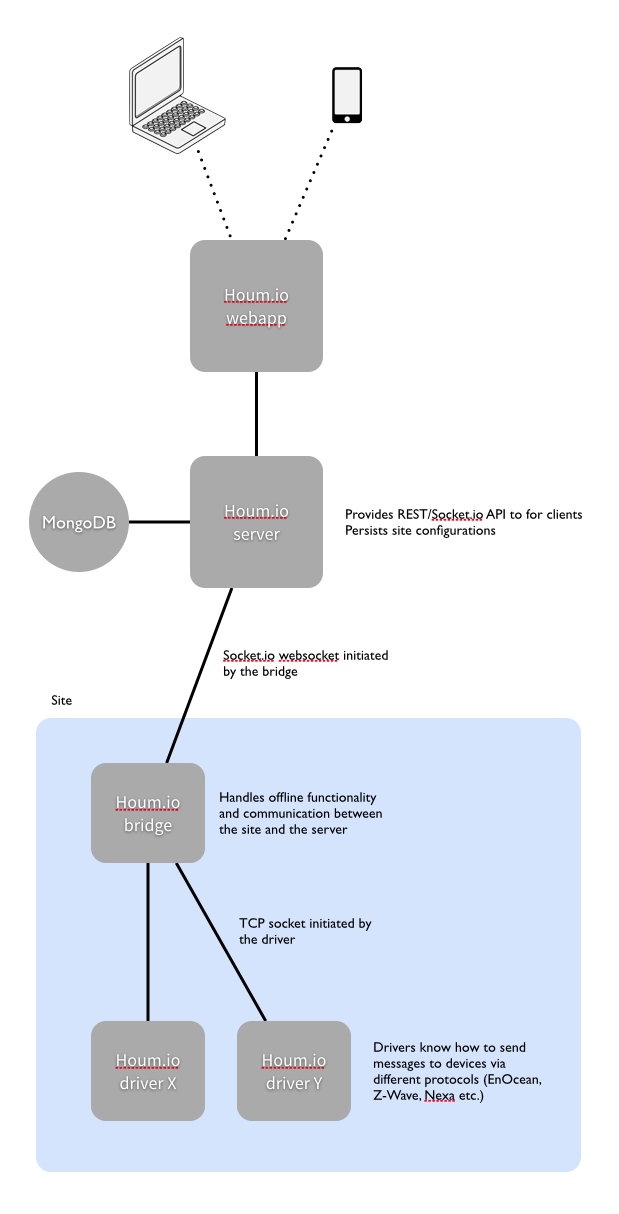 Houm.io
webapp
MongoDB
Houm.io
server
Provides REST/Socket.io API to for clients
Persists site configurations
Socket.io websocket initiated
by the bridge
Site
Houm.io
bridge
Handles offline functionality
and communication between
the site and the server
TCP socket initiated by
the driver
Houm.io
driver X
Houm.io
driver Y
Drivers know how to send
messages to devices via
different protocols (EnOcean,
Z-Wave, Nexa etc.)